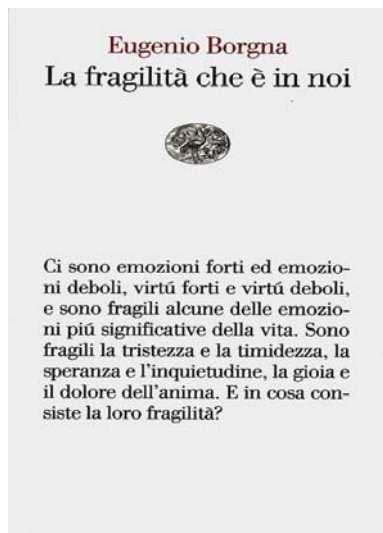 Eugenio Borgna
La fragilità che è in noi
Ci sono emozioni forti ed emozio-
ni deboli, virtú forti e virtú deboli,
e sono fragili alcune delle emozio-
ni piú significative della vita. Sono
fragili la tristezza e la timidezza, la
speranza e l'inquietudine, la gioia e
il dolore dell'anima. E in cosa con-
siste la loro fragilità?